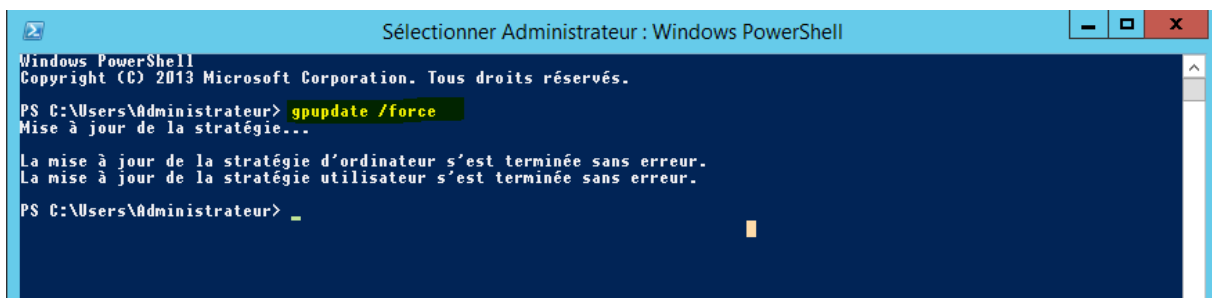 Sélectionner Administrateur : Windows PowerShell
Windows PowerShell
Copyright (C) 2013 Microsoft Corporation. Tous droits réservés.
PS C:\Users\Administrateur> gpupdate /force
Mise à jour de la stratégie...
La mise à jour de la stratégie d'ordinateur s'est terminée sans erreur.
La mise à jour de la stratégie utilisateur s'est terminée sans erreur.
PS C:\Users\Administrateur> _